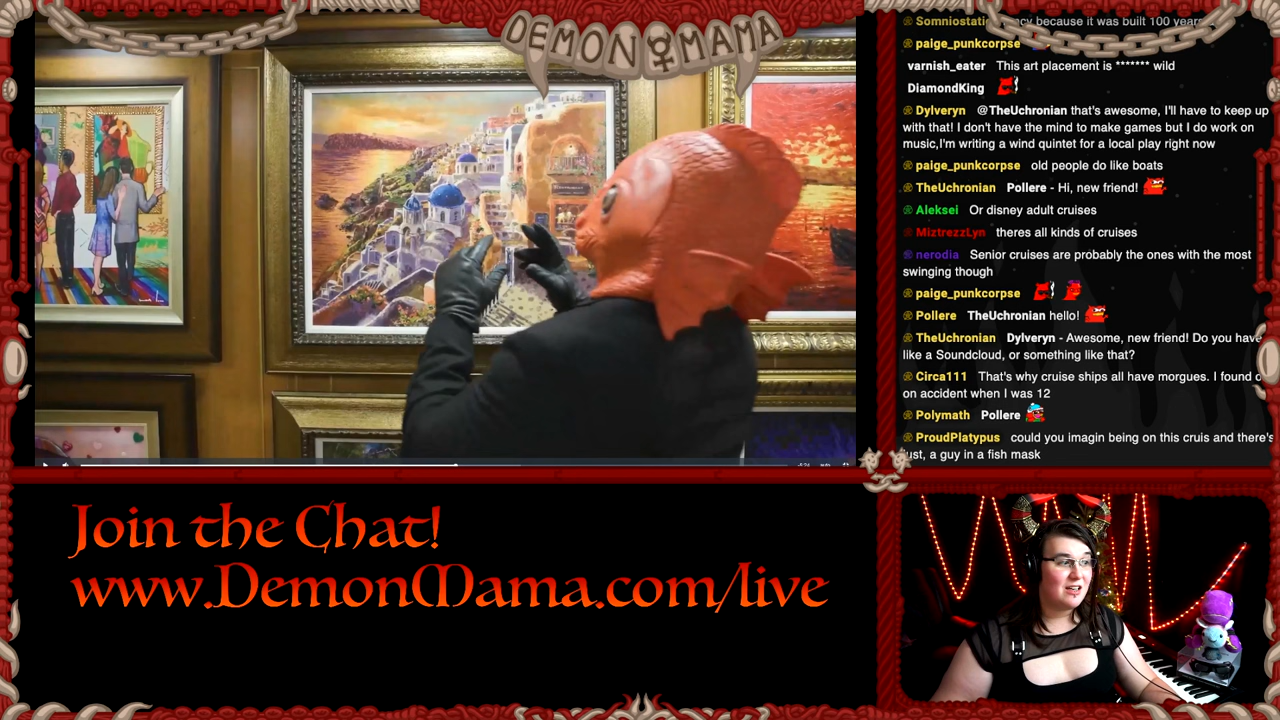 DEMON MAMA
Somniostatic ncy because it was built 100 years
paige_punkcorpse
varnish_eater This art placement is ******* wild
DiamondKing
Dylveryn @TheUchronian that's awesome, I'll have to keep up
with that! I don't have the mind to make games but I do work on
music,I'm writing a wind quintet for a local play right now
paige_punkcorpse old people do like boats
TheUchronian Pollere - Hi, new friend!
Aleksei Or disney adult cruises
MiztrezzLyn theres all kinds of cruises
nerodia Senior cruises are probably the ones with the most
swinging though
paige_punkcorpse
Pollere TheUchronian hello!
TheUchronian Dylveryn - Awesome, new friend! Do you have
like a Soundcloud, or something like that?
Circa111 That's why cruise ships all have morgues. I found o
on accident when I was 12
Polymath Pollere
ProudPlatypus could you imagin being on this cruis and there's
just, a guy in a fish mask
Join the Chat!
www.DemonMama.com/live